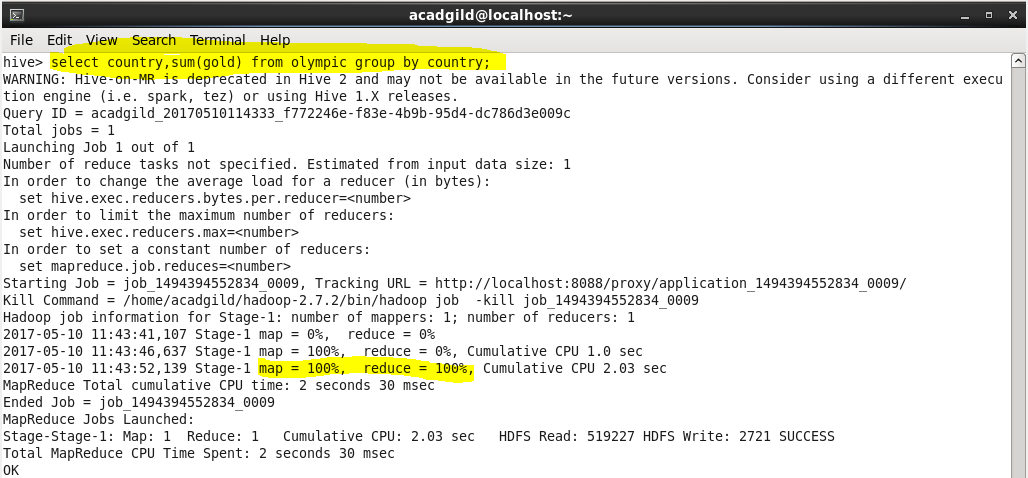 acadgild@localhost:~
File Edit View Search Terminal Help
hive> select country,sum(gold) from olympic group by country;
WARNING: Hive-on-MR is deprecated in Hive 2 and may not be available in the future versions. Consider using a different execu
tion engine (i.e. spark, tez) or using Hive 1.X releases.
Query ID = acadgild_20170510114333_f772246e-f83e-4b9b-95d4-dc786d3e009c
Total jobs = 1
Launching Job 1 out of 1
Number of reduce tasks not specified. Estimated from input data size: 1
In order to change the average load for a reducer (in bytes):
  set hive.exec.reducers.bytes.per.reducer=<number>
In order to limit the maximum number of reducers:
  set hive.exec.reducers.max=<number>
In order to set a constant number of reducers:
  set mapreduce.job.reduces=<number>
Starting Job = job_1494394552834_0009, Tracking URL = http://localhost:8088/proxy/application_1494394552834_0009/
Kill Command = /home/acadgild/hadoop-2.7.2/bin/hadoop job  -kill job_1494394552834_0009
Hadoop job information for Stage-1: number of mappers: 1; number of reducers: 1
2017-05-10 11:43:41,107 Stage-1 map = 0%,  reduce = 0%
2017-05-10 11:43:46,637 Stage-1 map = 100%,  reduce = 0%, Cumulative CPU 1.0 sec
2017-05-10 11:43:52,139 Stage-1 map = 100%,  reduce = 100%, Cumulative CPU 2.03 sec
MapReduce Total cumulative CPU time: 2 seconds 30 msec
Ended Job = job_1494394552834_0009
MapReduce Jobs Launched:
Stage-Stage-1: Map: 1  Reduce: 1   Cumulative CPU: 2.03 sec   HDFS Read: 519227 HDFS Write: 2721 SUCCESS
Total MapReduce CPU Time Spent: 2 seconds 30 msec
OK